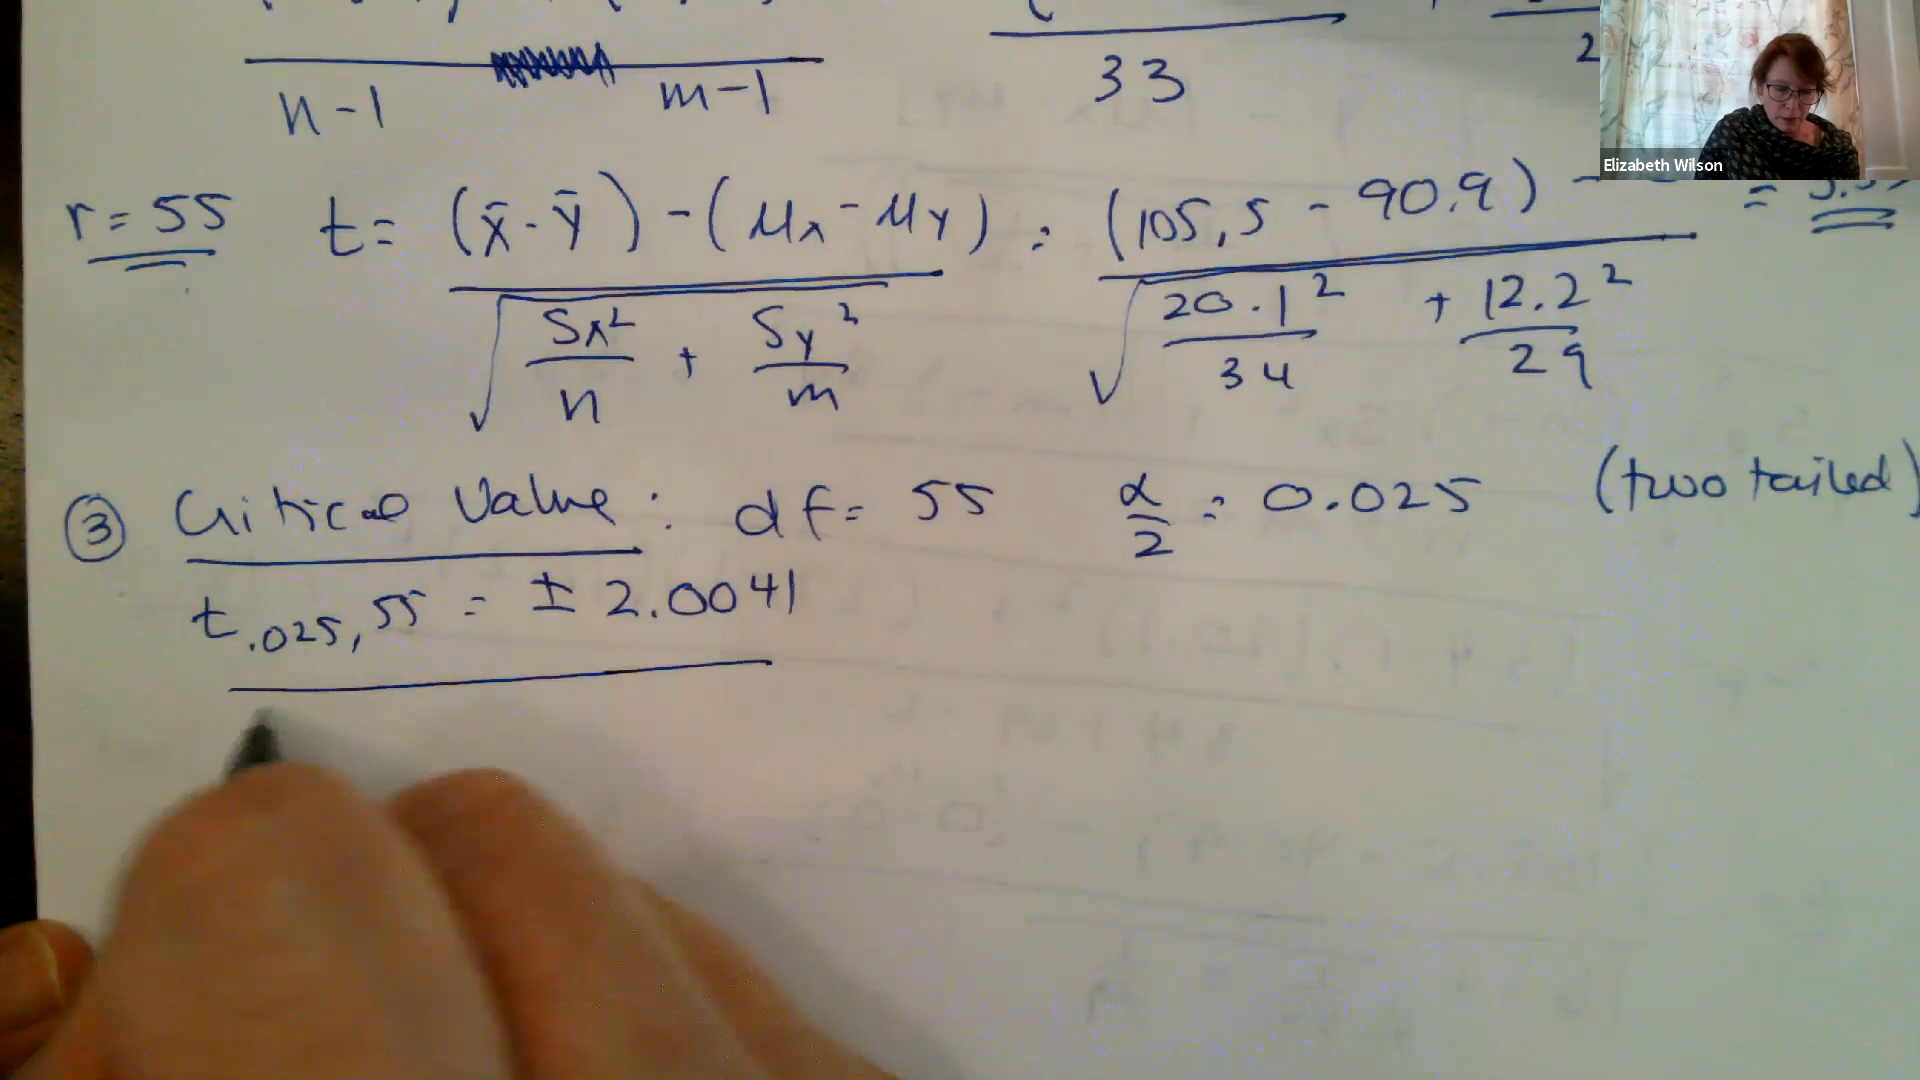 n-1 m-1 33 2
Elizabeth Wilson
r = 55 t = (x̄ - ȳ) - (μx - μy) = (105.5 - 90.9) - =
√ Sx²/n + Sy²/m √ 20.1²/34 + 12.2²/29
③ Critical Value : df = 55 α/2 = 0.025 (two tailed)
t.025, 55 = ± 2.0041